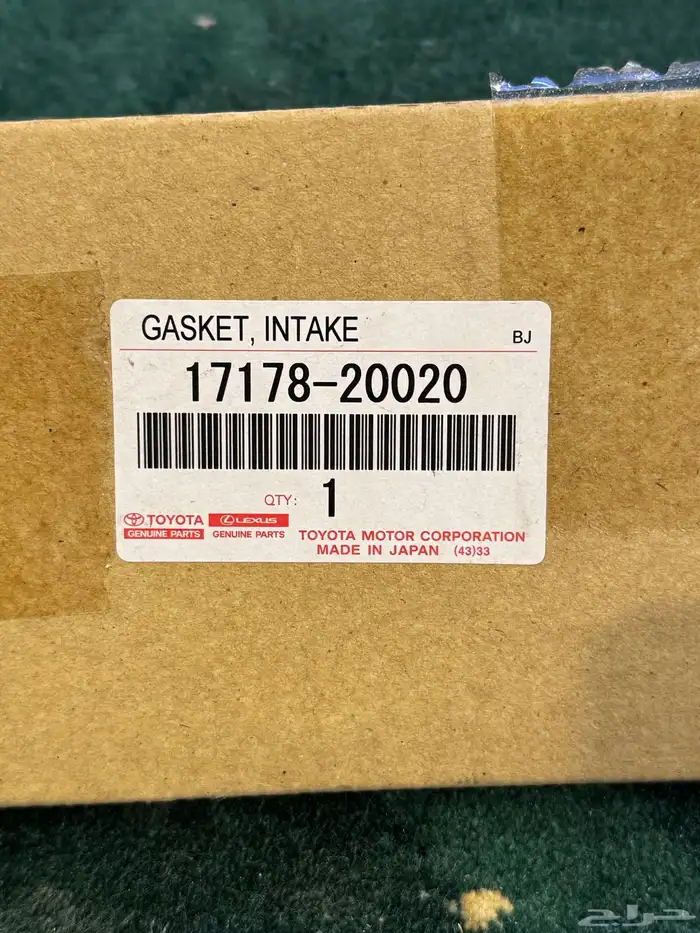 GASKET, INTAKE
BJ
17178-20020
QTY: 1
TOYOTA
GENUINE PARTS
LEXUS
GENUINE PARTS
TOYOTA MOTOR CORPORATION
MADE IN JAPAN (43)33
حراج